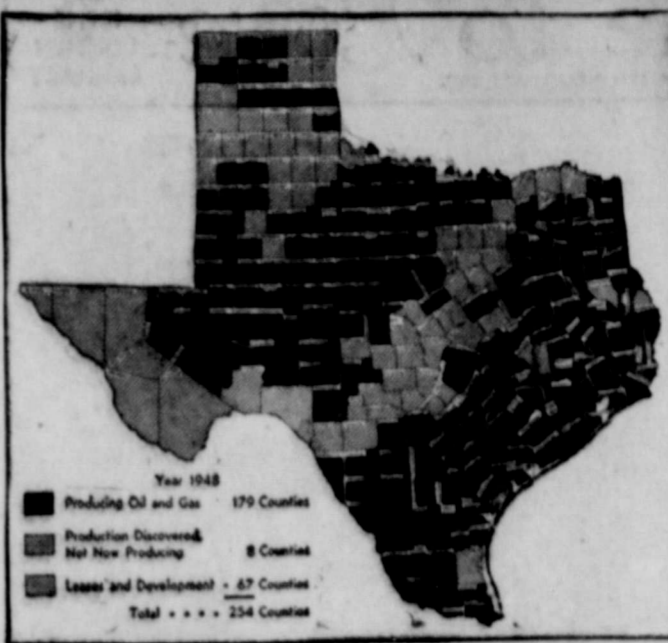 Year 1948
Producing Oil and Gas 179 Counties
Production Discovered,
Not Now Producing 8 Counties
Leases and Development - 67 Counties
Total • • • • 254 Counties